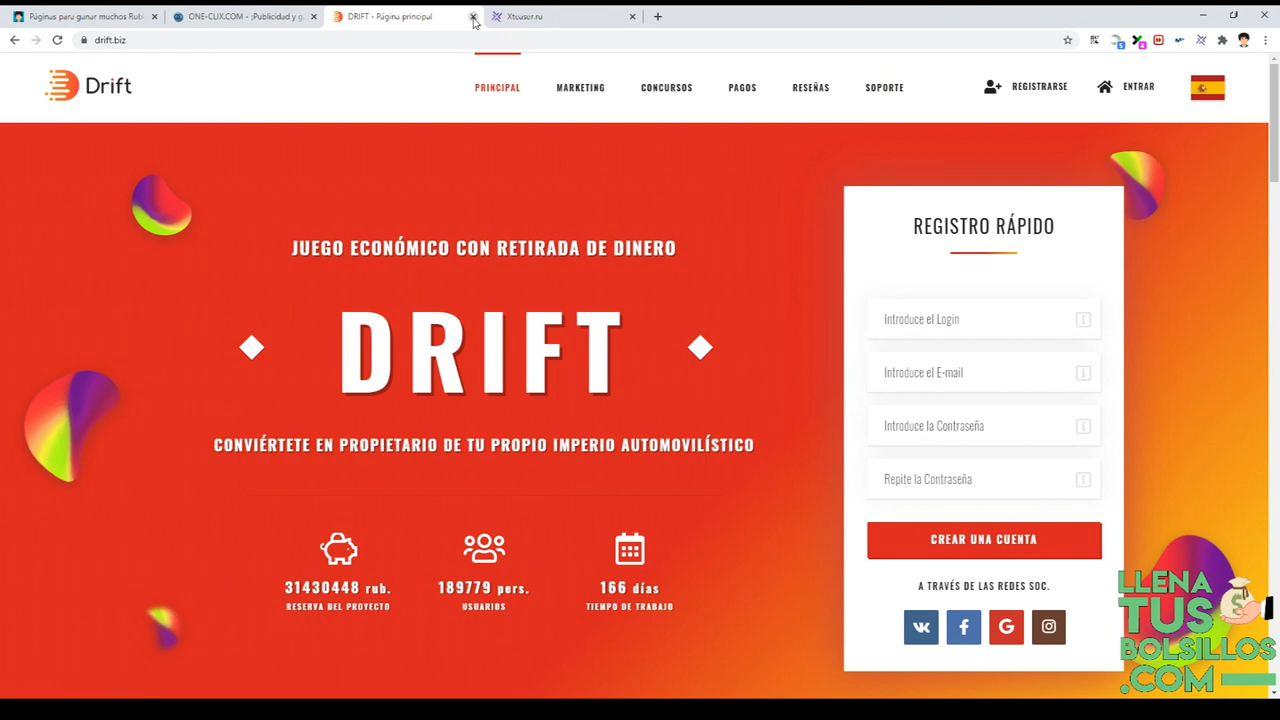 Páginas para ganar muchos Rubl
ONE-CLIX.COM - ¡Publicidad y g
DRIFT - Página principal
Xteaser.ru
drift.biz
Drift
PRINCIPAL
MARKETING
CONCURSOS
PAGOS
RESEÑAS
SOPORTE
REGISTRARSE
ENTRAR
JUEGO ECONÓMICO CON RETIRADA DE DINERO
DRIFT
CONVIÉRTETE EN PROPIETARIO DE TU PROPIO IMPERIO AUTOMOVILÍSTICO
31430448 rub.
RESERVA DEL PROYECTO
189779 pers.
USUARIOS
166 días
TIEMPO DE TRABAJO
REGISTRO RÁPIDO
Introduce el Login
Introduce el E-mail
Introduce la Contraseña
Repite la Contraseña
CREAR UNA CUENTA
A TRAVÉS DE LAS REDES SOC.
LLENA
TUS
BOLSILLOS
.COM